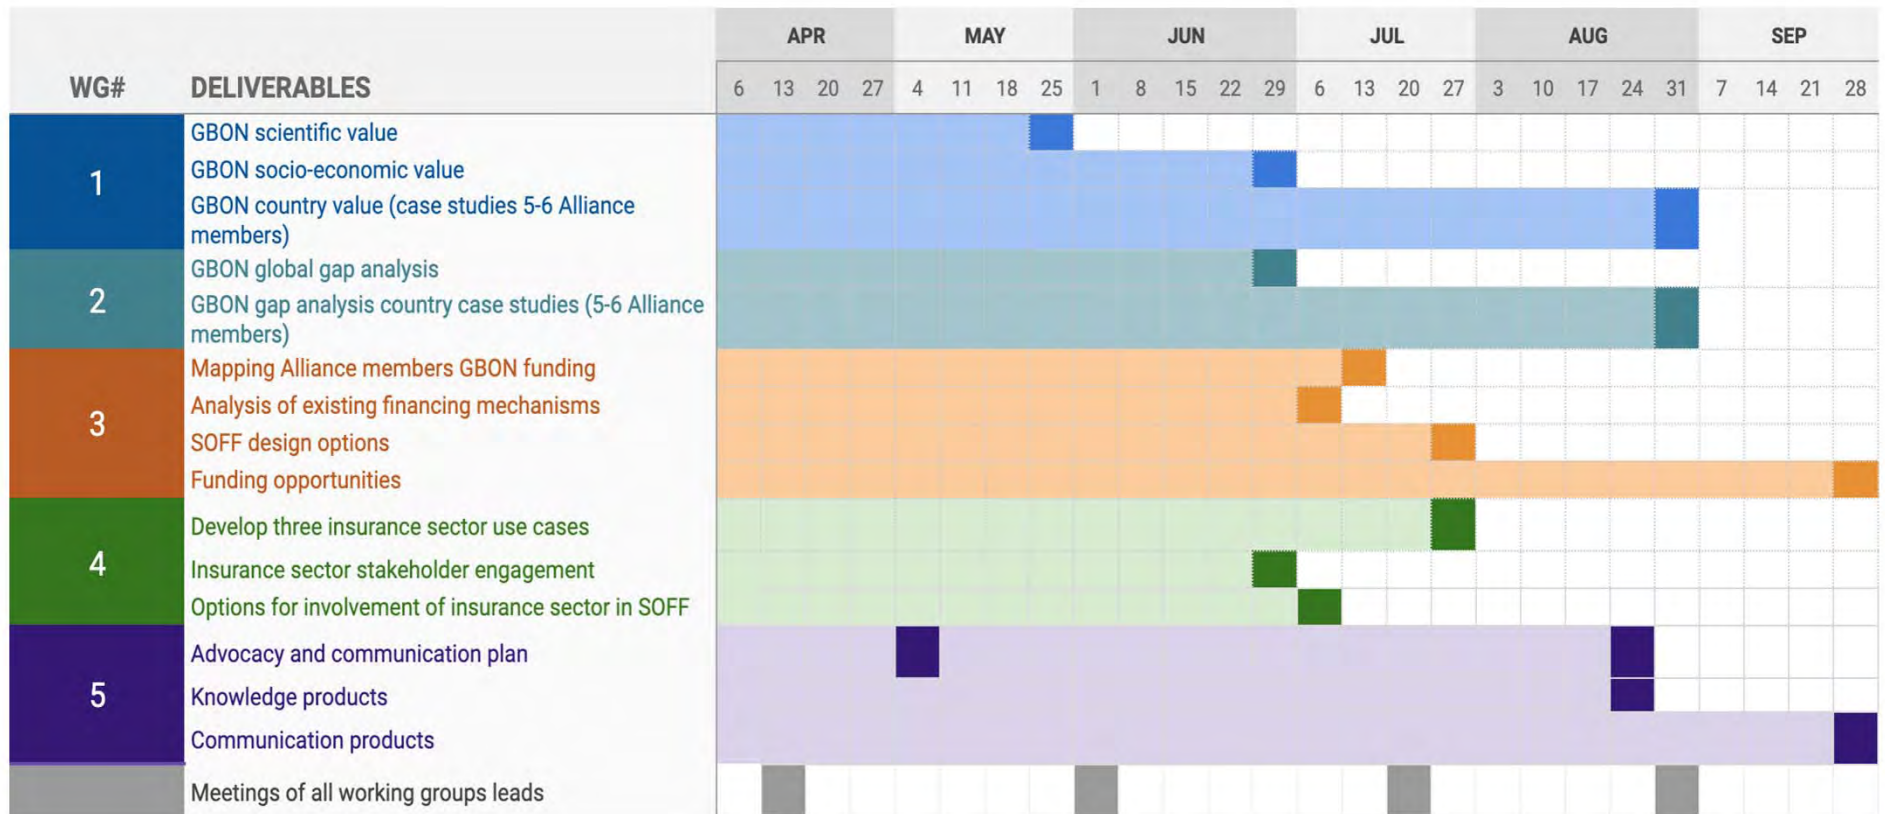 APR MAY JUN JUL AUG SEP
WG# DELIVERABLES 6 13 20 27 4 11 18 25 1 8 15 22 29 6 13 20 27 3 10 17 24 31 7 14 21 28
1
GBON scientific value
GBON socio-economic value
GBON country value (case studies 5-6 Alliance
members)
2
GBON global gap analysis
GBON gap analysis country case studies (5-6 Alliance
members)
3
Mapping Alliance members GBON funding
Analysis of existing financing mechanisms
SOFF design options
Funding opportunities
4
Develop three insurance sector use cases
Insurance sector stakeholder engagement
Options for involvement of insurance sector in SOFF
5
Advocacy and communication plan
Knowledge products
Communication products
Meetings of all working groups leads